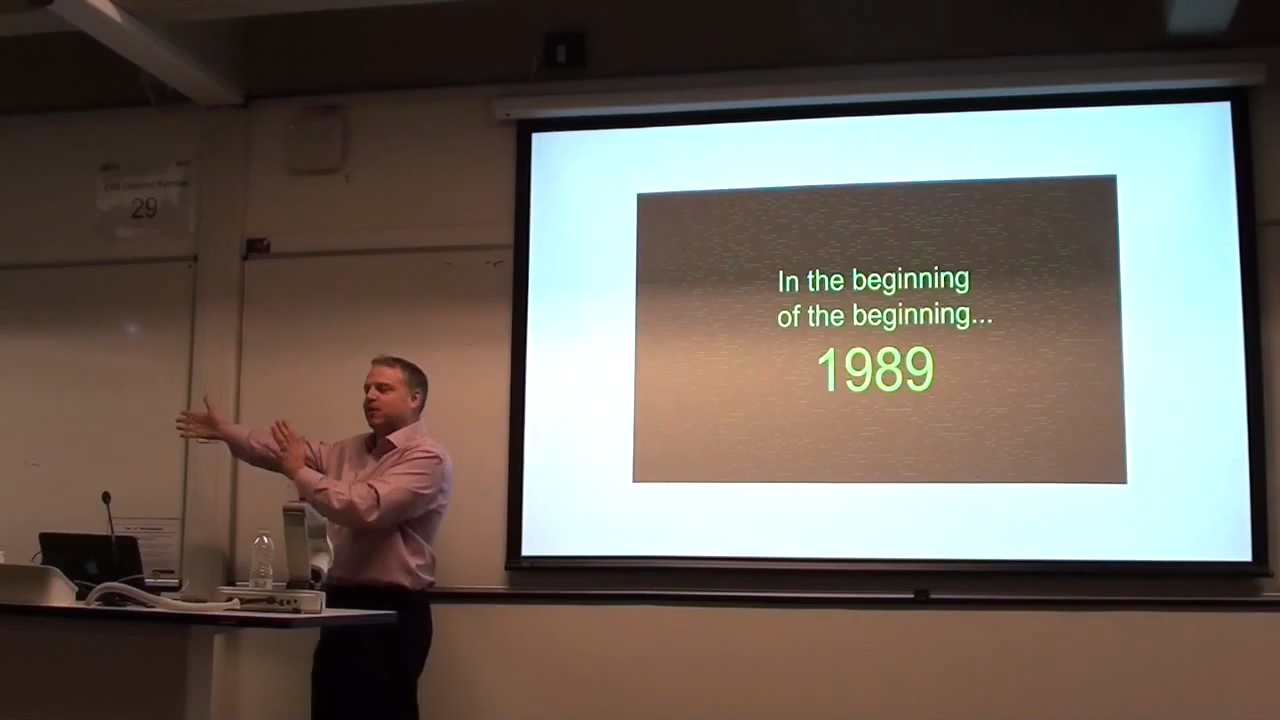 29
In the beginning
of the beginning...
1989